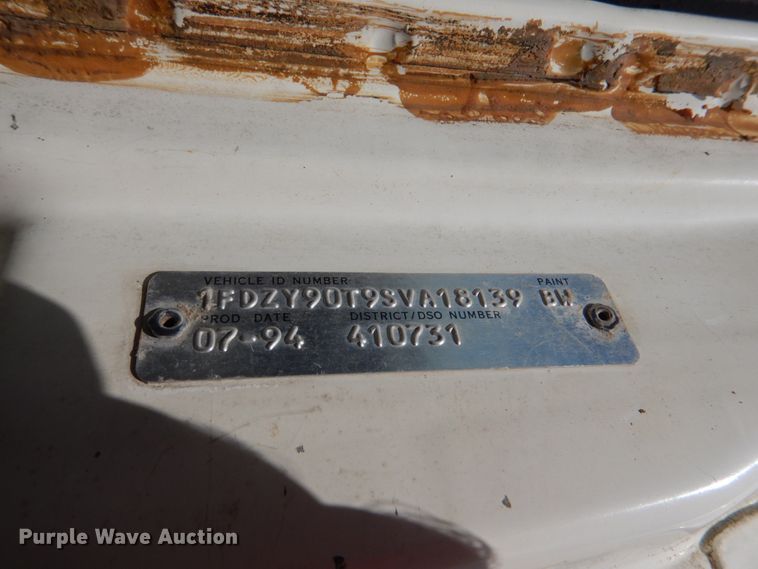 VEHICLE ID NUMBER PAINT
1FDZY90T9SVA18139 BW
PROD. DATE DISTRICT/DSO NUMBER
07-94 410731
Purple Wave Auction